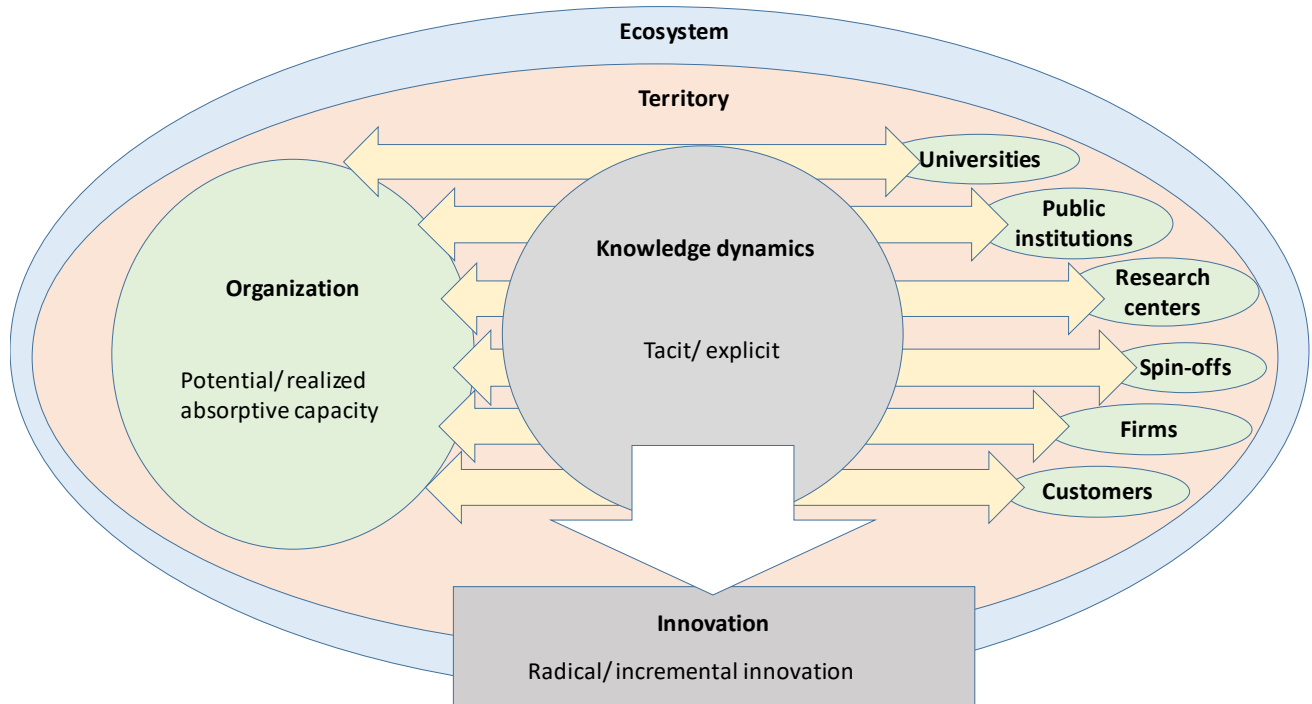 Ecosystem
Territory
Universities
Public
institutions
Knowledge dynamics
Organization
Research
centers
Tacit/ explicit
Spin-offs
Potential/ realized
absorptive capacity
Firms
Customers
Innovation
Radical/ incremental innovation